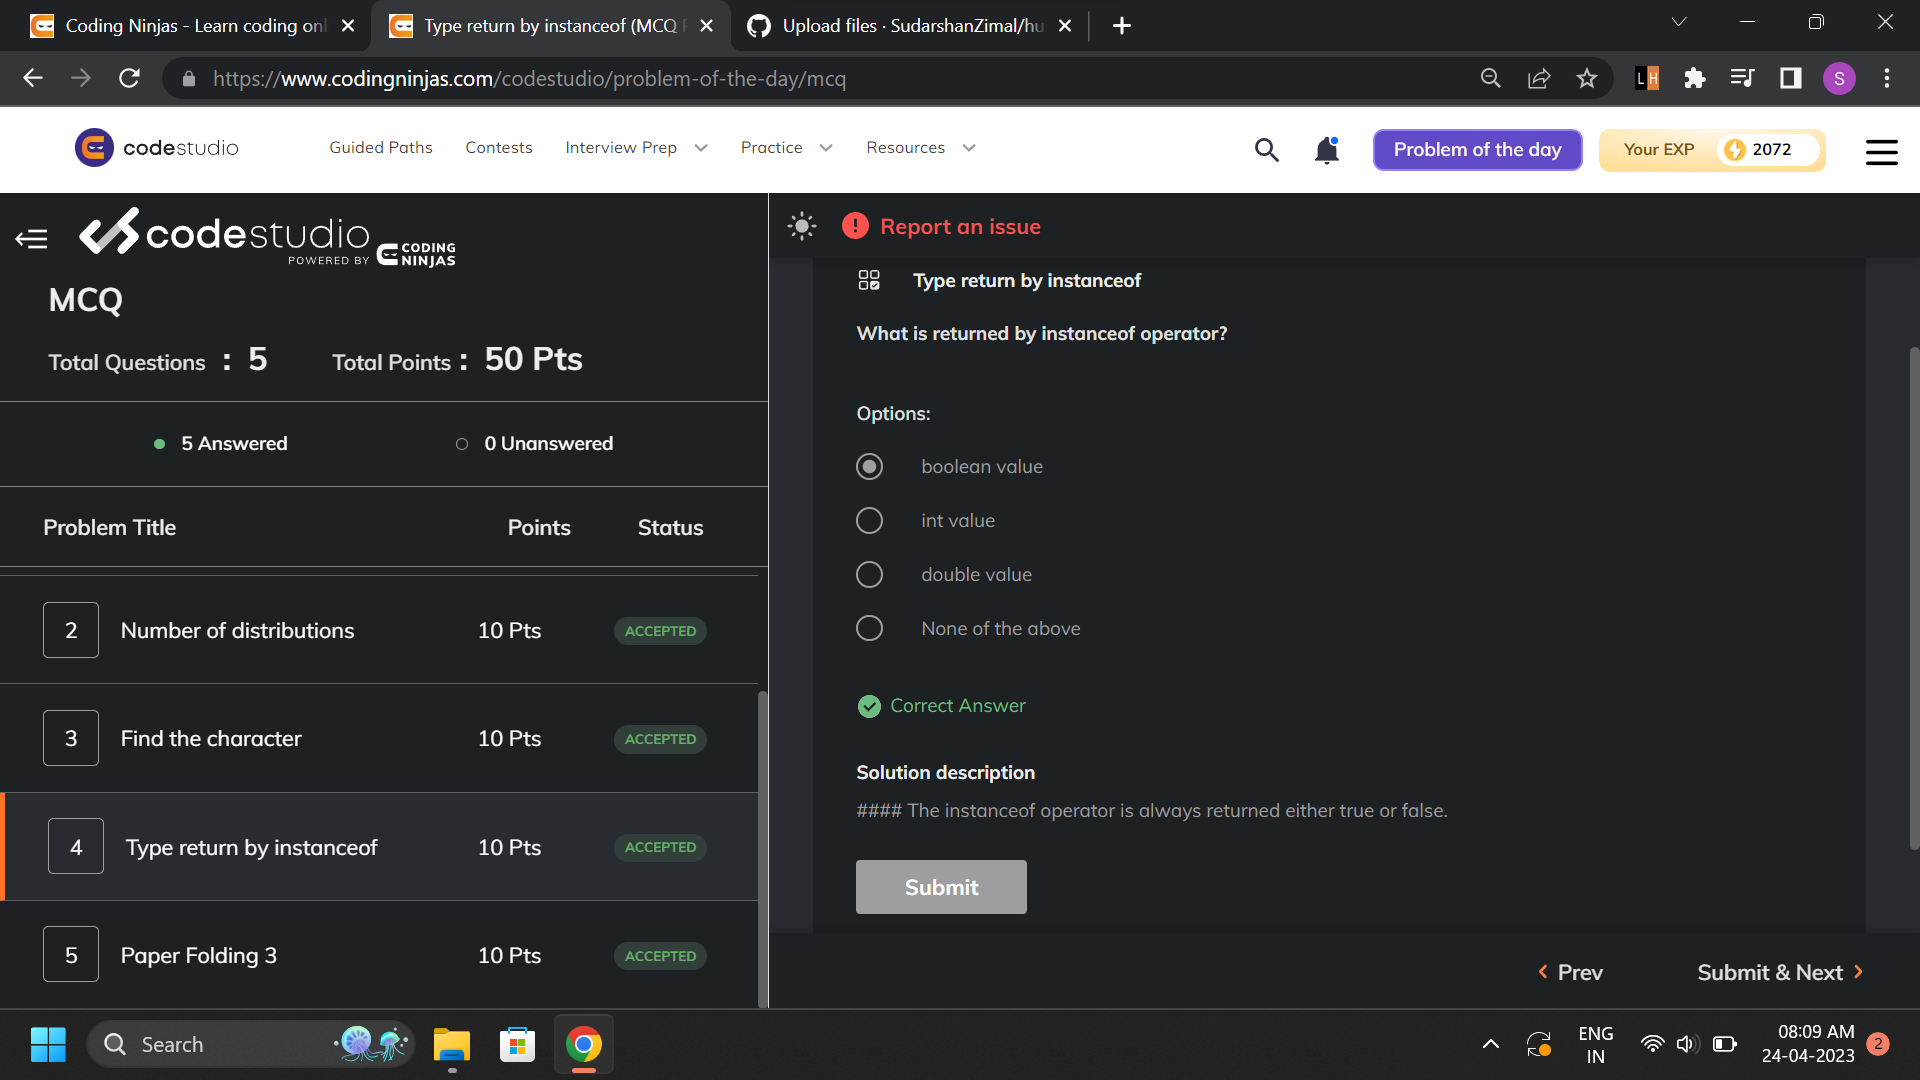 Coding Ninjas - Learn coding onl
Type return by instanceof (MCQ P
Upload files · SudarshanZimal/hu
https://www.codingninjas.com/codestudio/problem-of-the-day/mcq
LH
S
codestudio
Guided Paths
Contests
Interview Prep
Practice
Resources
Problem of the day
Your EXP
2072
codestudio
POWERED BY CODING NINJAS
Report an issue
MCQ
Total Questions : 5
Total Points : 50 Pts
5 Answered
0 Unanswered
Problem Title Points Status
2 Number of distributions 10 Pts ACCEPTED
3 Find the character 10 Pts ACCEPTED
4 Type return by instanceof 10 Pts ACCEPTED
5 Paper Folding 3 10 Pts ACCEPTED
Type return by instanceof
What is returned by instanceof operator?
Options:
boolean value
int value
double value
None of the above
Correct Answer
Solution description
#### The instanceof operator is always returned either true or false.
Submit
Prev
Submit & Next
Search
ENG
IN
08:09 AM
24-04-2023
2